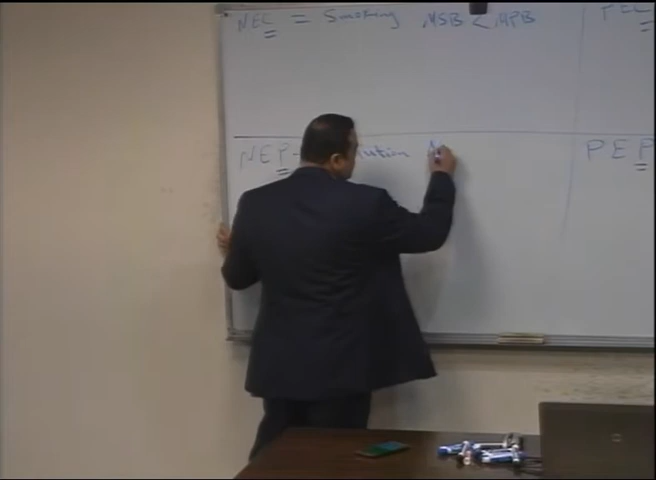 NEC = Smoking MSB < MPB
PEC
NEP -
PEP